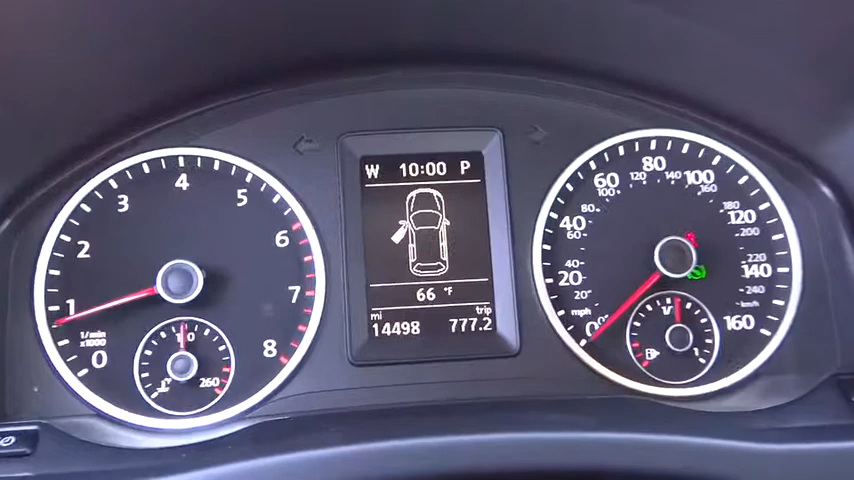 1/min
x1000
0 1 2 3 4 5 6 7 8
130
260
W 10:00 P
66 °F
mi trip
14498 777.2
mph
0 20 40 60 80 100 120 140 160
20 40 60 80 100 120 140 160 180 200 220 240
km/h